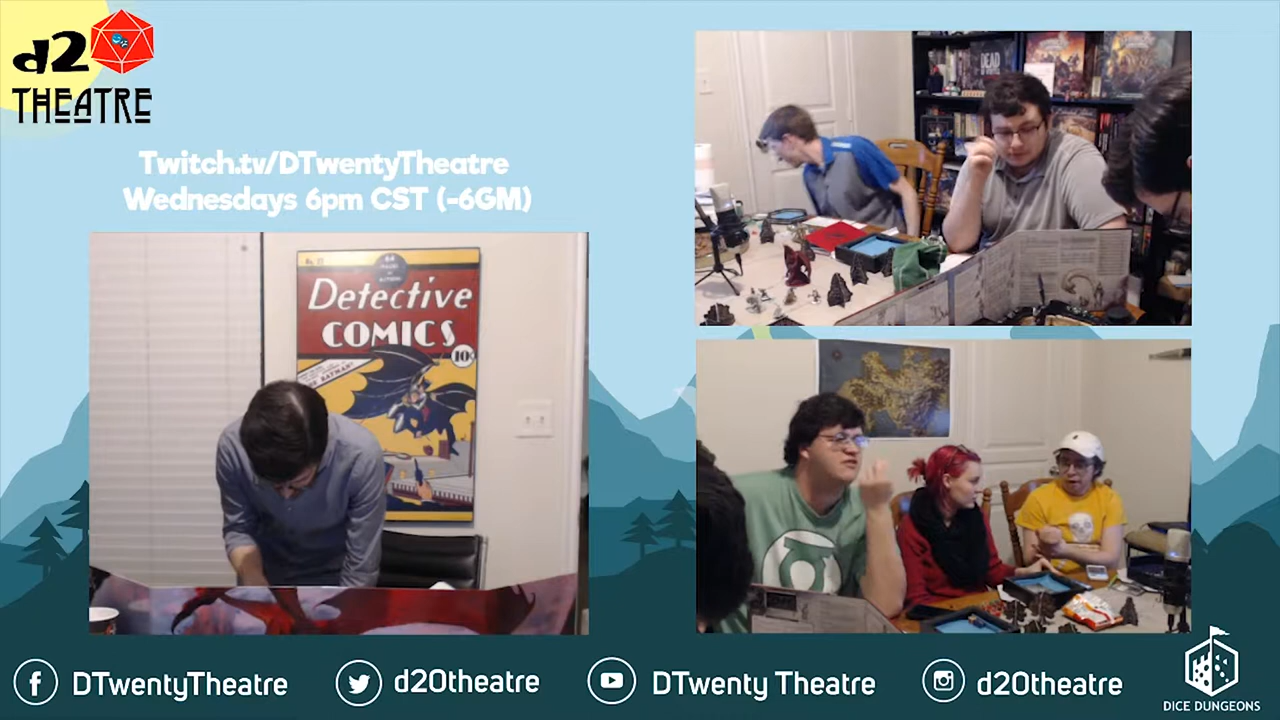 d20
THEATRE
Twitch.tv/DTwentyTheatre
Wednesdays 6pm CST (-6GM)
Detective
COMICS
10¢
DEAD
DTwentyTheatre
d20theatre
DTwenty Theatre
d20theatre
DICE DUNGEONS